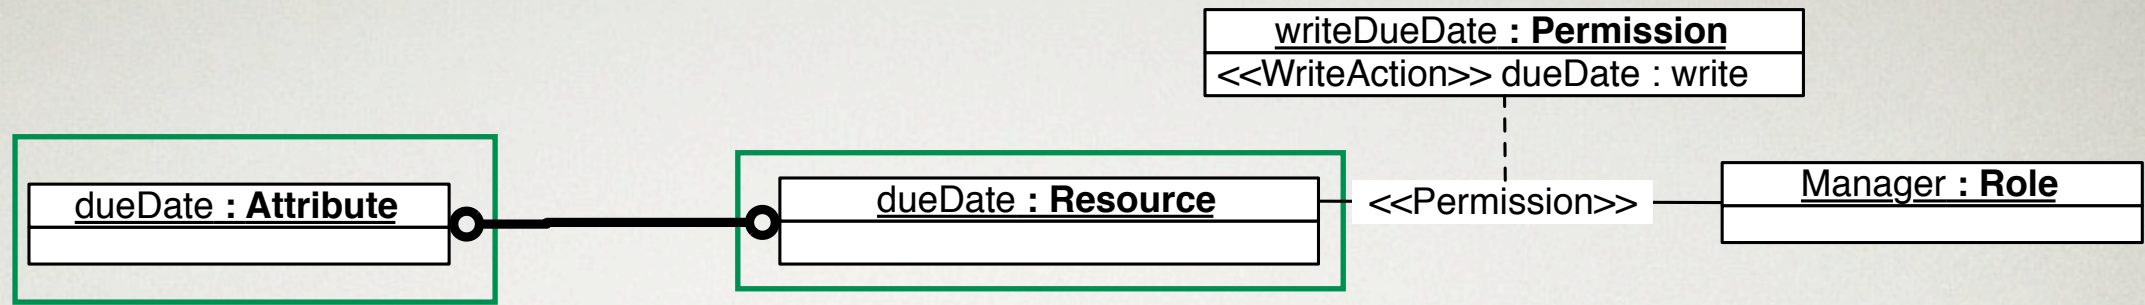 writeDueDate : Permission
<<WriteAction>> dueDate : write
dueDate : Attribute
dueDate : Resource
<<Permission>>
Manager : Role